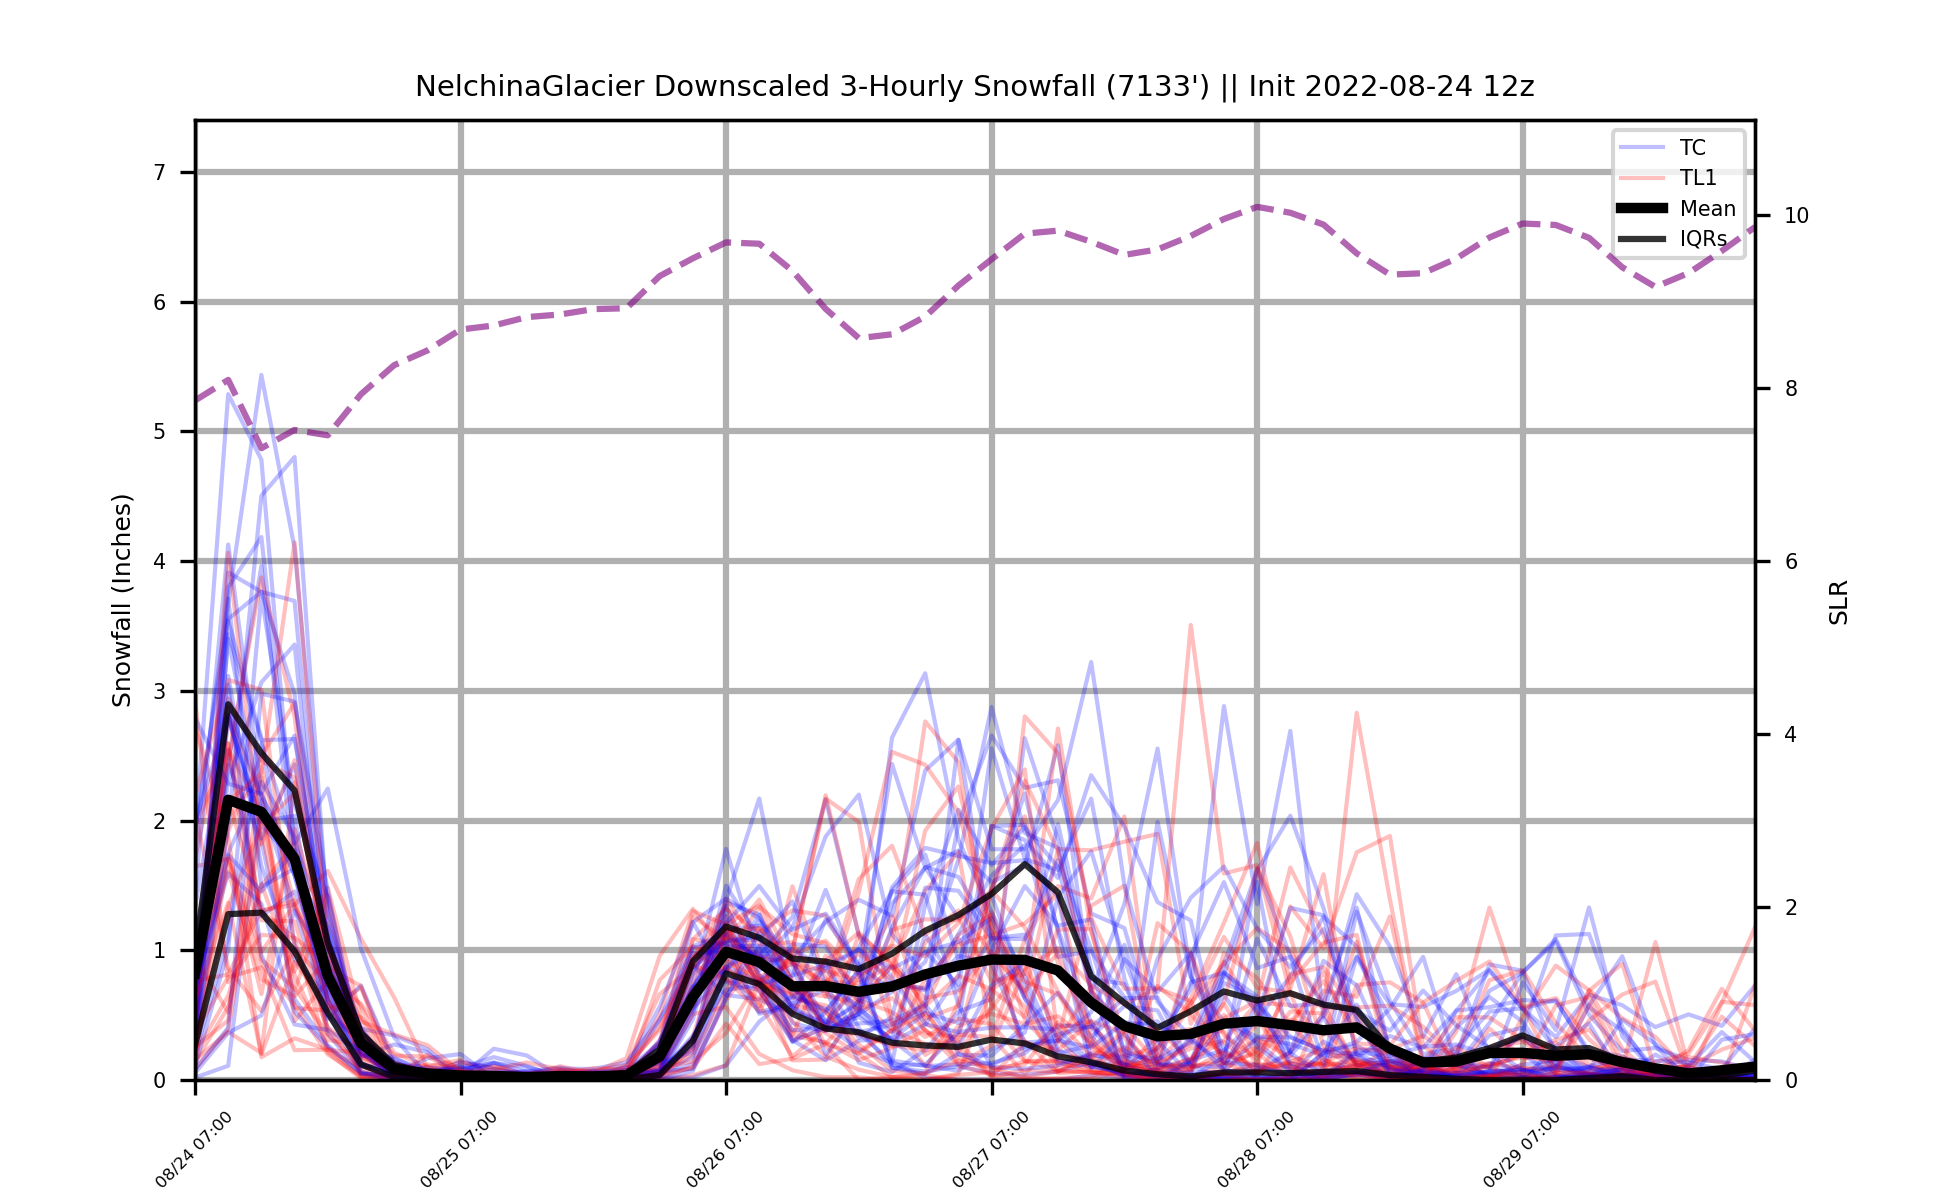 NelchinaGlacier Downscaled 3-Hourly Snowfall (7133') || Init 2022-08-24 12z
TC
TL1
Mean
IQRs
Snowfall (Inches)
7
6
5
4
3
2
1
0
10
8
6
4
2
0
SLR
08/24 07:00
08/25 07:00
08/26 07:00
08/27 07:00
08/28 07:00
08/29 07:00